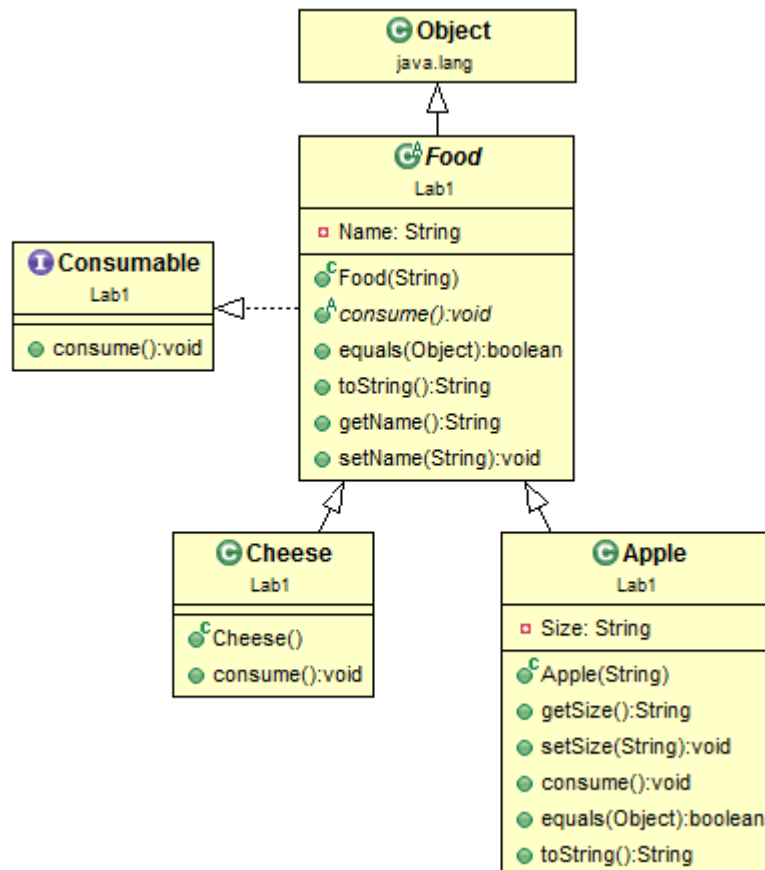 Object
java.lang
Food
Lab1
Name: String
Food(String)
consume():void
equals(Object):boolean
toString():String
getName():String
setName(String):void
Consumable
Lab1
consume():void
Cheese
Lab1
Cheese()
consume():void
Apple
Lab1
Size: String
Apple(String)
getSize():String
setSize(String):void
consume():void
equals(Object):boolean
toString():String